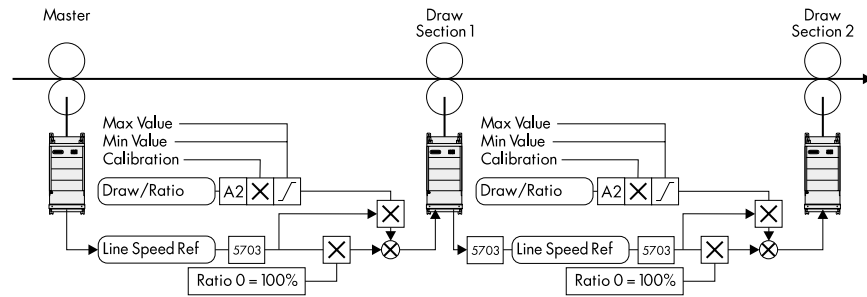 Master
Draw
Section 1
Draw
Section 2
Max Value
Min Value
Calibration
Draw/Ratio
A2
Max Value
Min Value
Calibration
Draw/Ratio
A2
Line Speed Ref
5703
5703
Line Speed Ref
5703
Ratio 0 = 100%
Ratio 0 = 100%